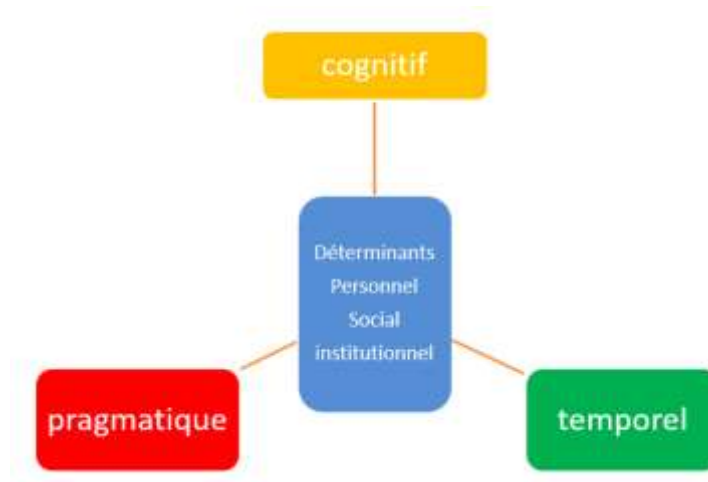 cognitif
Déterminants
Personnel
Social
institutionnel
pragmatique
temporel